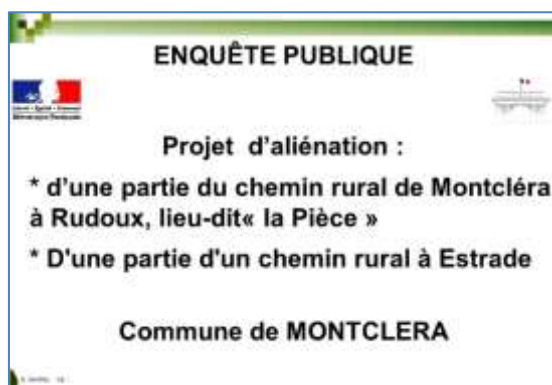 ENQUÊTE PUBLIQUE
Projet d'aliénation :
* d'une partie du chemin rural de Montcléra
à Rudoux, lieu-dit« la Pièce »
* D'une partie d'un chemin rural à Estrade
Commune de MONTCLERA